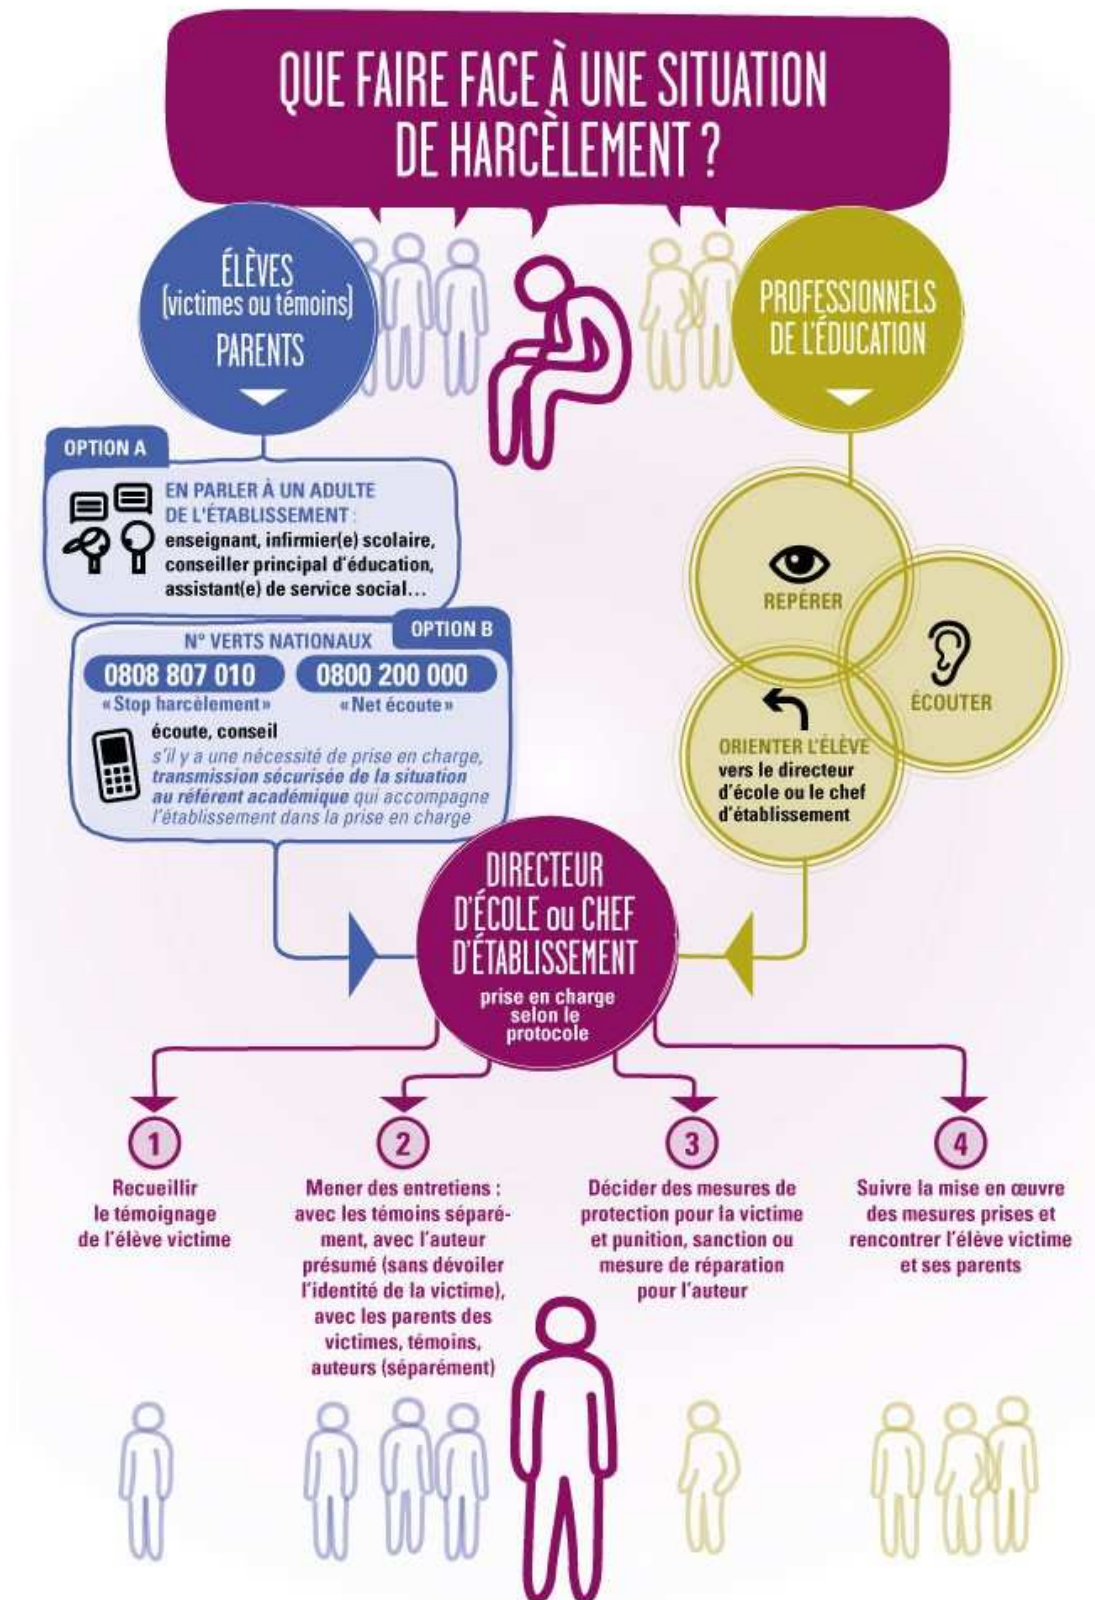 QUE FAIRE FACE À UNE SITUATION
DE HARCÈLEMENT ?
ÉLÈVES
(victimes ou témoins)
PARENTS
PROFESSIONNELS
DE L'ÉDUCATION
OPTION A
EN PARLER À UN ADULTE
DE L'ÉTABLISSEMENT :
enseignant, infirmier(e) scolaire,
conseiller principal d'éducation,
assistant(e) de service social...
OPTION B
N° VERTS NATIONAUX
0808 807 010
0800 200 000
«Stop harcèlement»
«Net écoute»
écoute, conseil
s'il y a une nécessité de prise en charge,
transmission sécurisée de la situation
au référent académique qui accompagne
l'établissement dans la prise en charge
REPÉRER
ÉCOUTER
ORIENTER L'ÉLÈVE
vers le directeur
d'école ou le chef
d'établissement
DIRECTEUR
D'ÉCOLE ou CHEF
D'ÉTABLISSEMENT
prise en charge
selon le
protocole
1
Recueillir
le témoignage
de l'élève victime
2
Mener des entretiens :
avec les témoins séparé-
ment, avec l'auteur
présumé (sans dévoiler
l'identité de la victime),
avec les parents des
victimes, témoins,
auteurs (séparément)
3
Décider des mesures de
protection pour la victime
et punition, sanction ou
mesure de réparation
pour l'auteur
4
Suivre la mise en œuvre
des mesures prises et
rencontrer l'élève victime
et ses parents